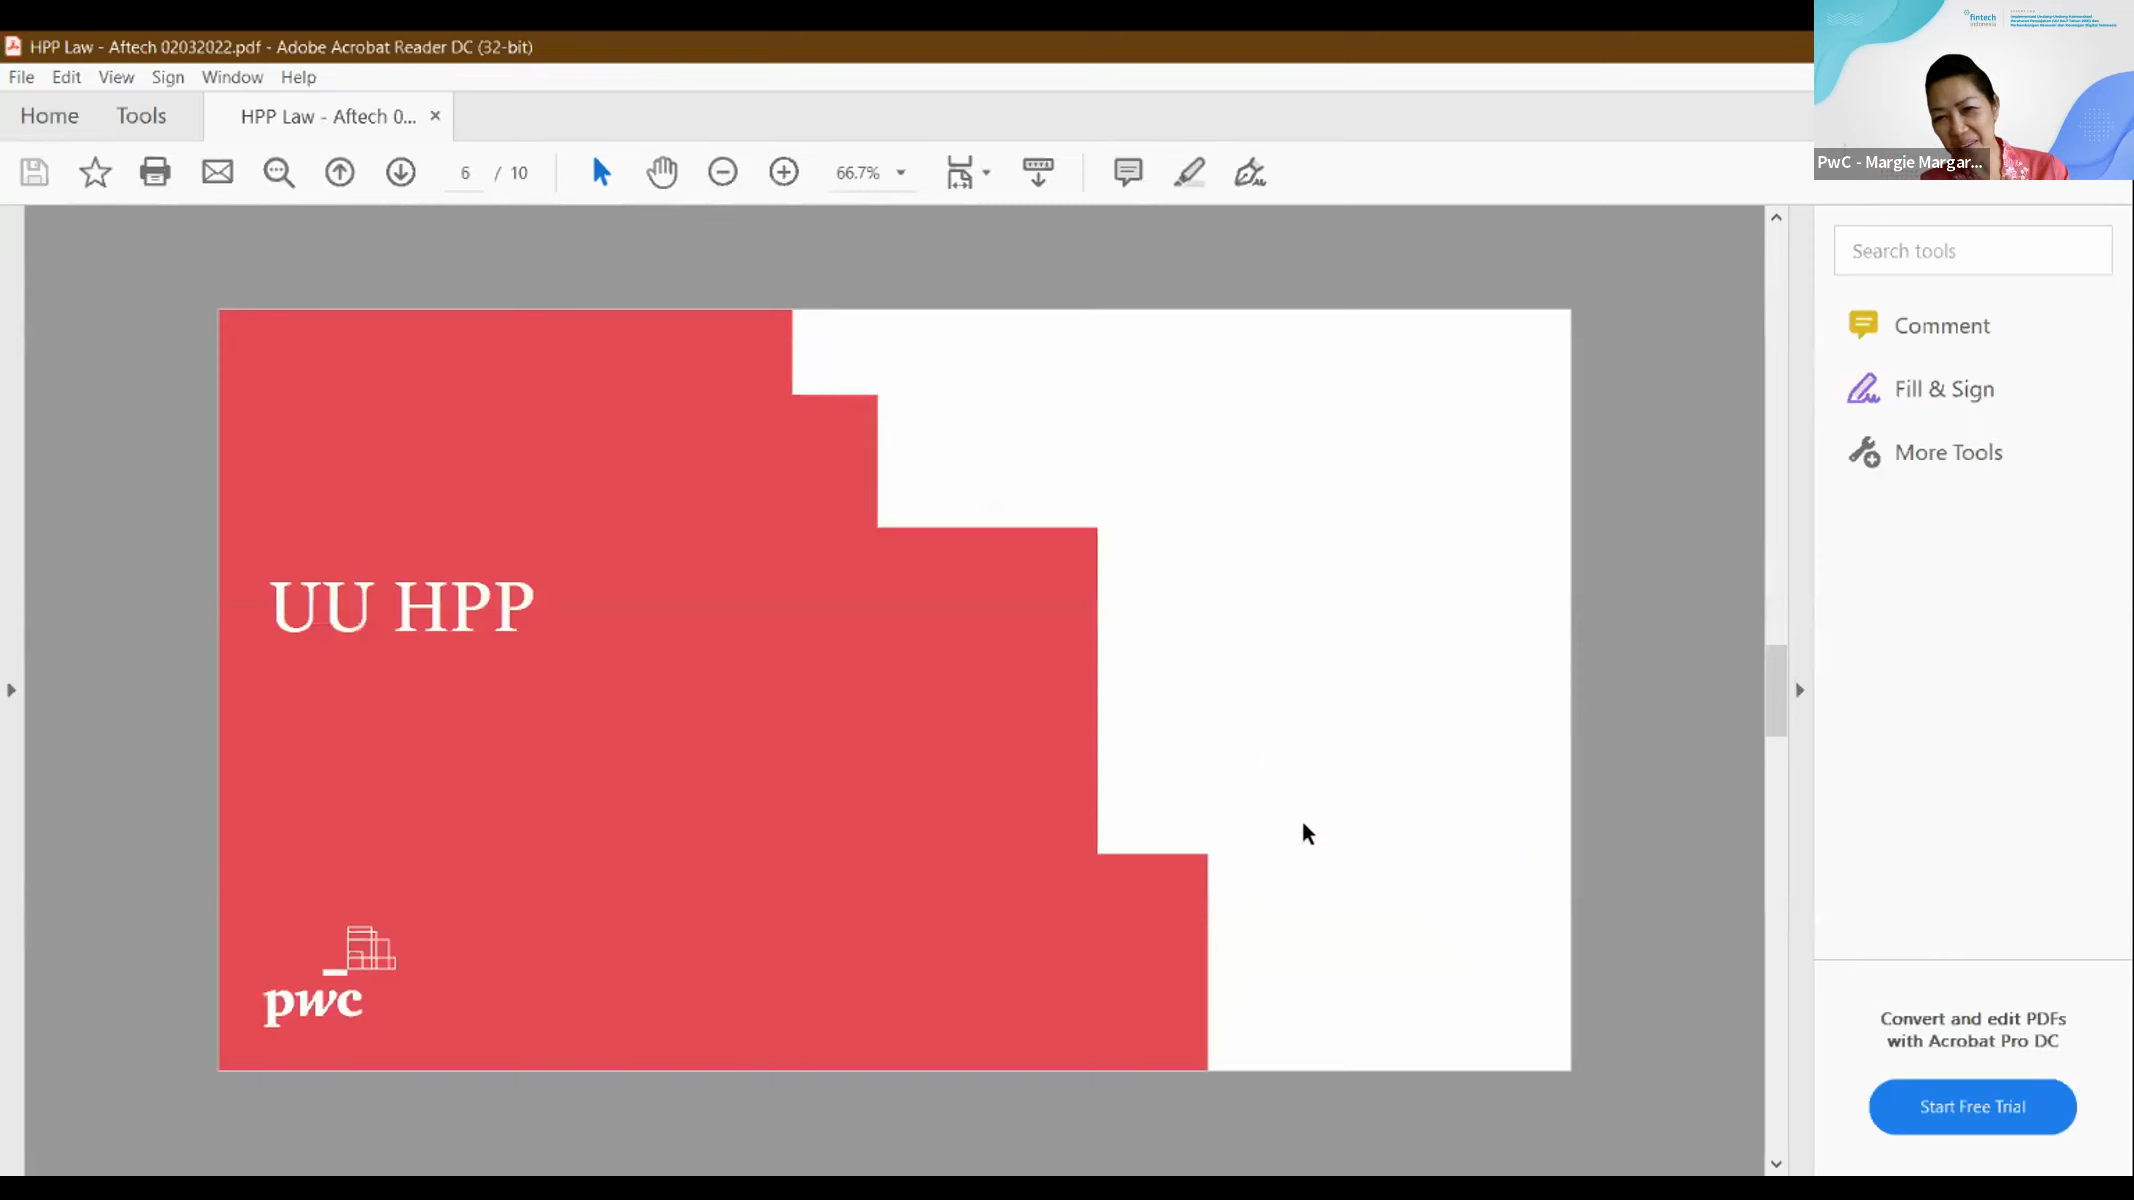 HPP Law - Aftech 02032022.pdf - Adobe Acrobat Reader DC (32-bit)
File Edit View Sign Window Help
Home Tools HPP Law - Aftech 0... ×
6 / 10 66.7%
fintech
indonesia
PwC - Margie Margar...
UU HPP
pwc
Search tools
Comment
Fill & Sign
More Tools
Convert and edit PDFs
with Acrobat Pro DC
Start Free Trial